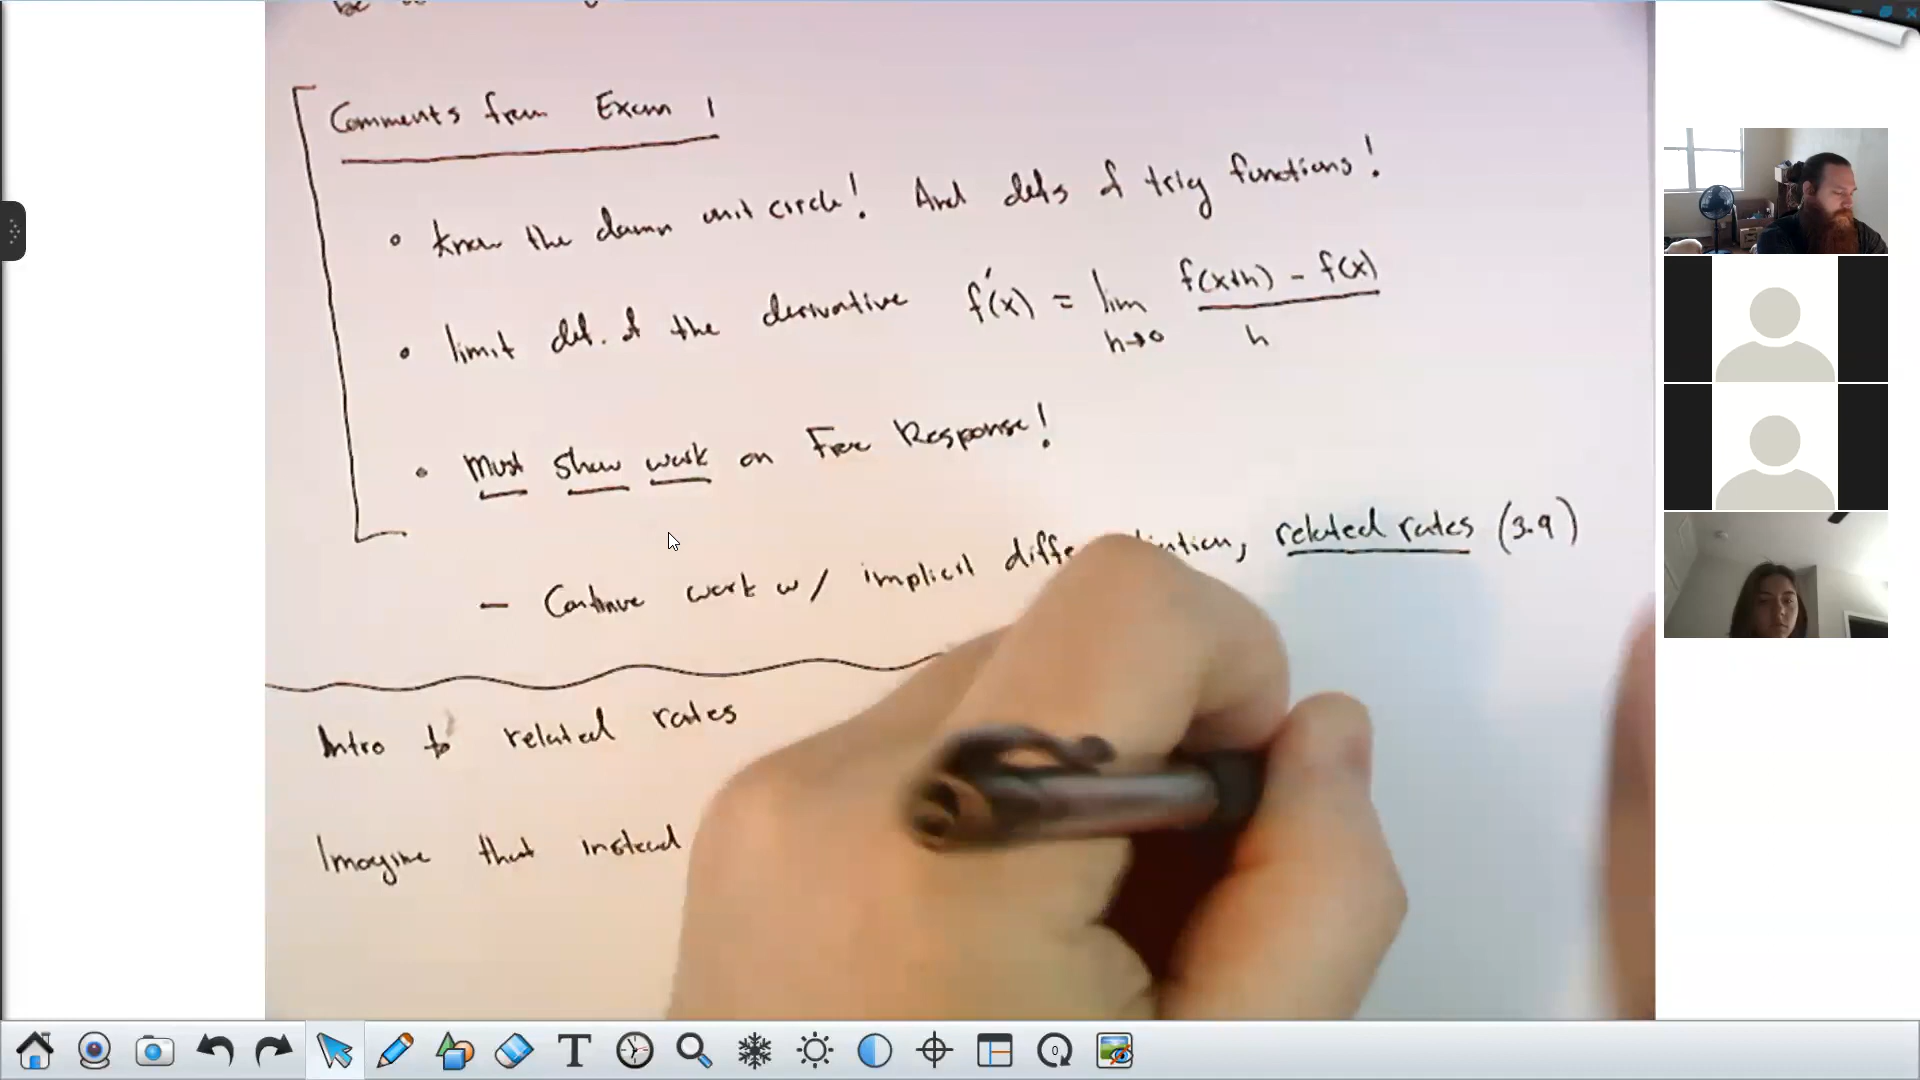 Comments from Exam 1
• Know the damn unit circle! And defs of trig functions!
• limit def. of the derivative f'(x) = lim h→0 f(x+h) - f(x) / h
• Must show work on Free Response!
— Continue work w/ implicit differentiation, related rates (3.9)
Intro to related rates
Imagine that instead